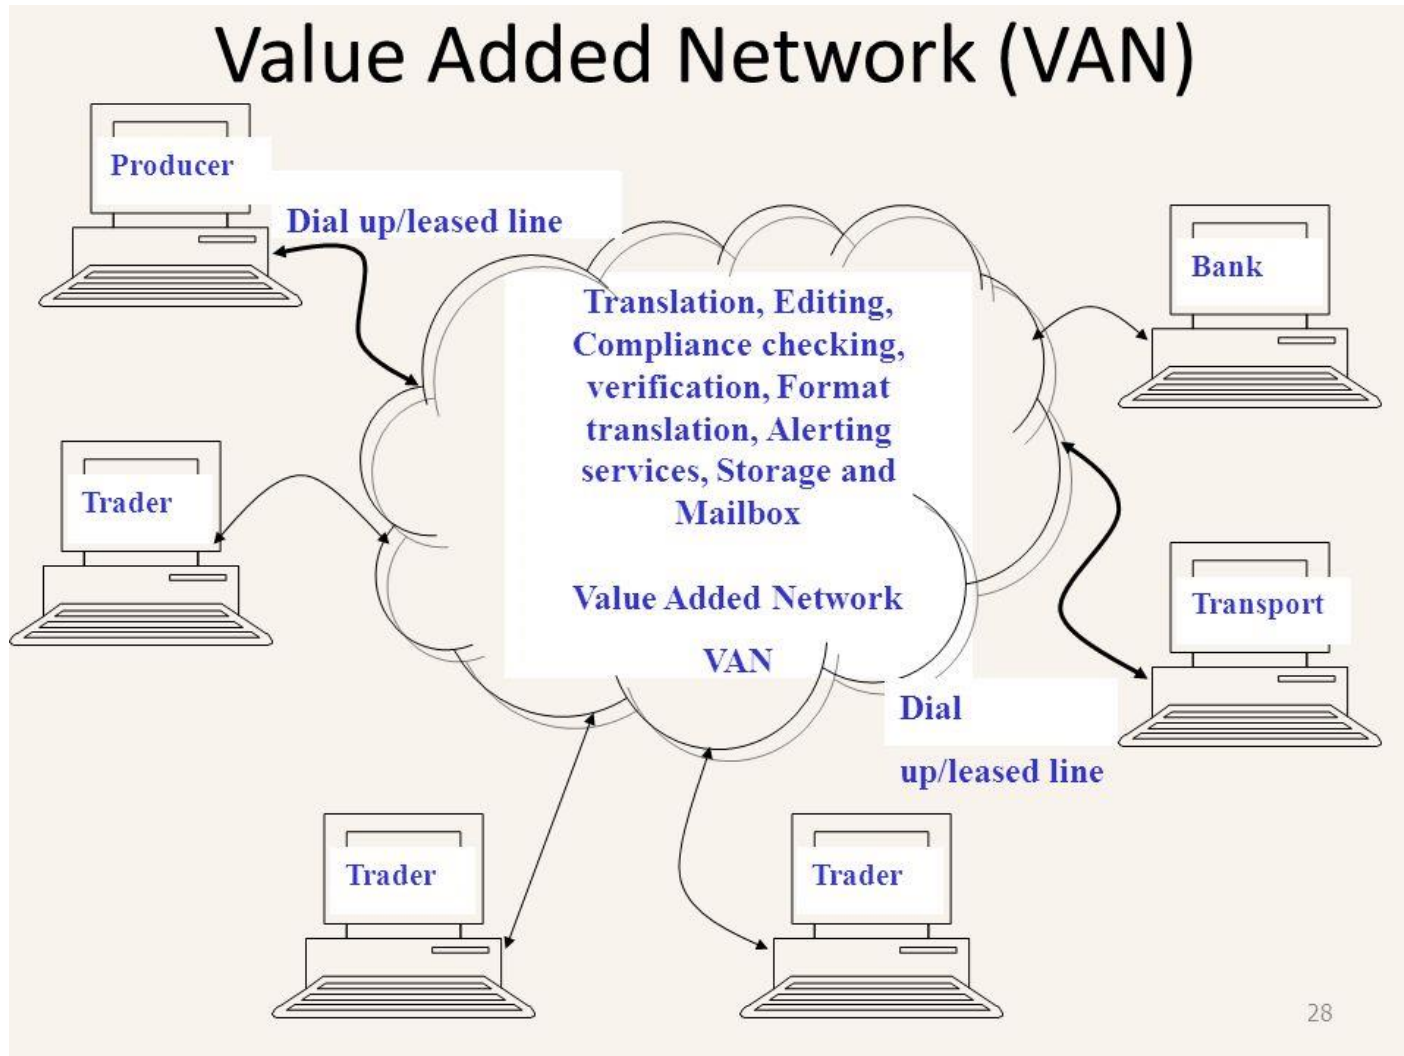 Value Added Network (VAN)
Producer
Dial up/leased line
Bank
Translation, Editing,
Compliance checking,
verification, Format
translation, Alerting
services, Storage and
Mailbox
Trader
Value Added Network
VAN
Transport
Dial
up/leased line
Trader
Trader
28